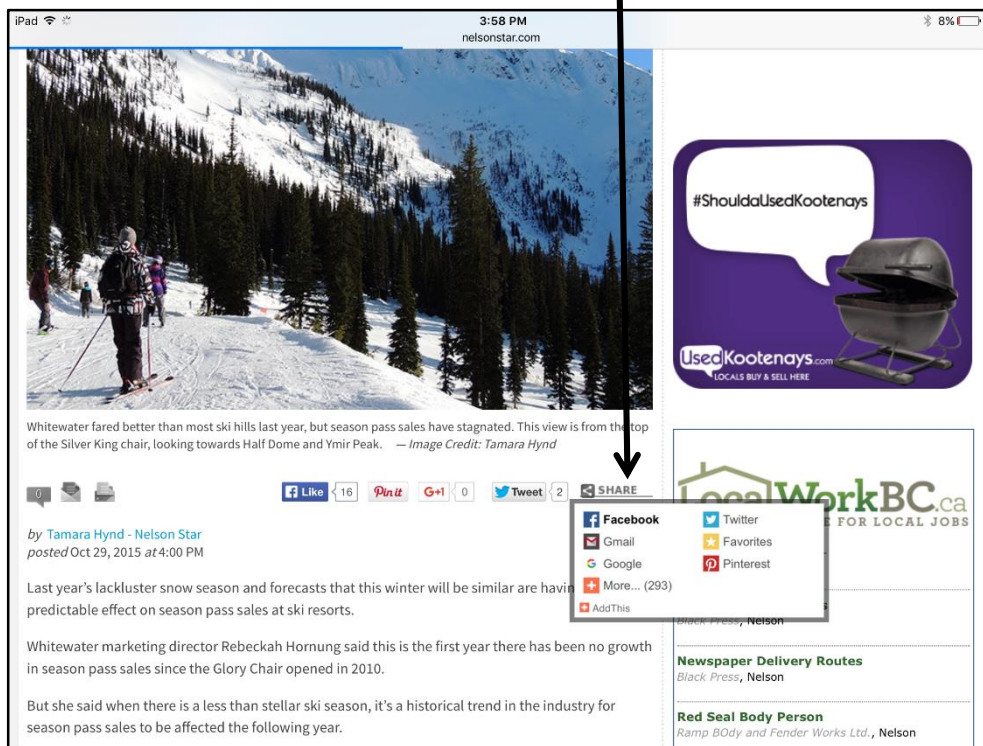 iPad 3:58 PM 8%
nelsonstar.com
#ShouldaUsedKootenays
UsedKootenays.com
LOCALS BUY & SELL HERE
Whitewater fared better than most ski hills last year, but season pass sales have stagnated. This view is from the top
of the Silver King chair, looking towards Half Dome and Ymir Peak. — Image Credit: Tamara Hynd
0 Like 16 Pin it G+1 0 Tweet 2 SHARE
Facebook Twitter
Gmail Favorites
Google Pinterest
More... (293)
AddThis
by Tamara Hynd - Nelson Star
posted Oct 29, 2015 at 4:00 PM
Last year's lackluster snow season and forecasts that this winter will be similar are
predictable effect on season pass sales at ski resorts.
Whitewater marketing director Rebeckah Hornung said this is the first year there has been no growth
in season pass sales since the Glory Chair opened in 2010.
But she said when there is a less than stellar ski season, it's a historical trend in the industry for
season pass sales to be affected the following year.
LocalWorkBC.ca
FOR LOCAL JOBS
Black Press, Nelson
Newspaper Delivery Routes
Black Press, Nelson
Red Seal Body Person
Ramp BOdy and Fender Works Ltd., Nelson